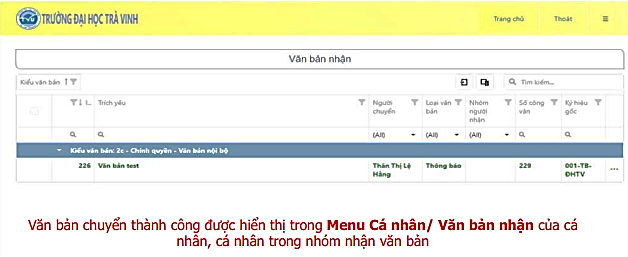 TRƯỜNG ĐẠI HỌC TRÀ VINH
Trang chủ
Thoát
Văn bản nhận
Kiểu văn bản
Tìm kiếm...
Trích yếu
Người chuyển
Loại văn bản
Nhóm người nhận
Số công văn
Ký hiệu gốc
(All)
(All)
(All)
Kiểu văn bản: 2c - Chính quyền - Văn bản nội bộ
226 Văn bản test Thân Thị Lệ Hằng Thông báo 229 001-TB-ĐHTV ...
Văn bản chuyển thành công được hiển thị trong Menu Cá nhân/ Văn bản nhận của cá
nhân, cá nhân trong nhóm nhận văn bản